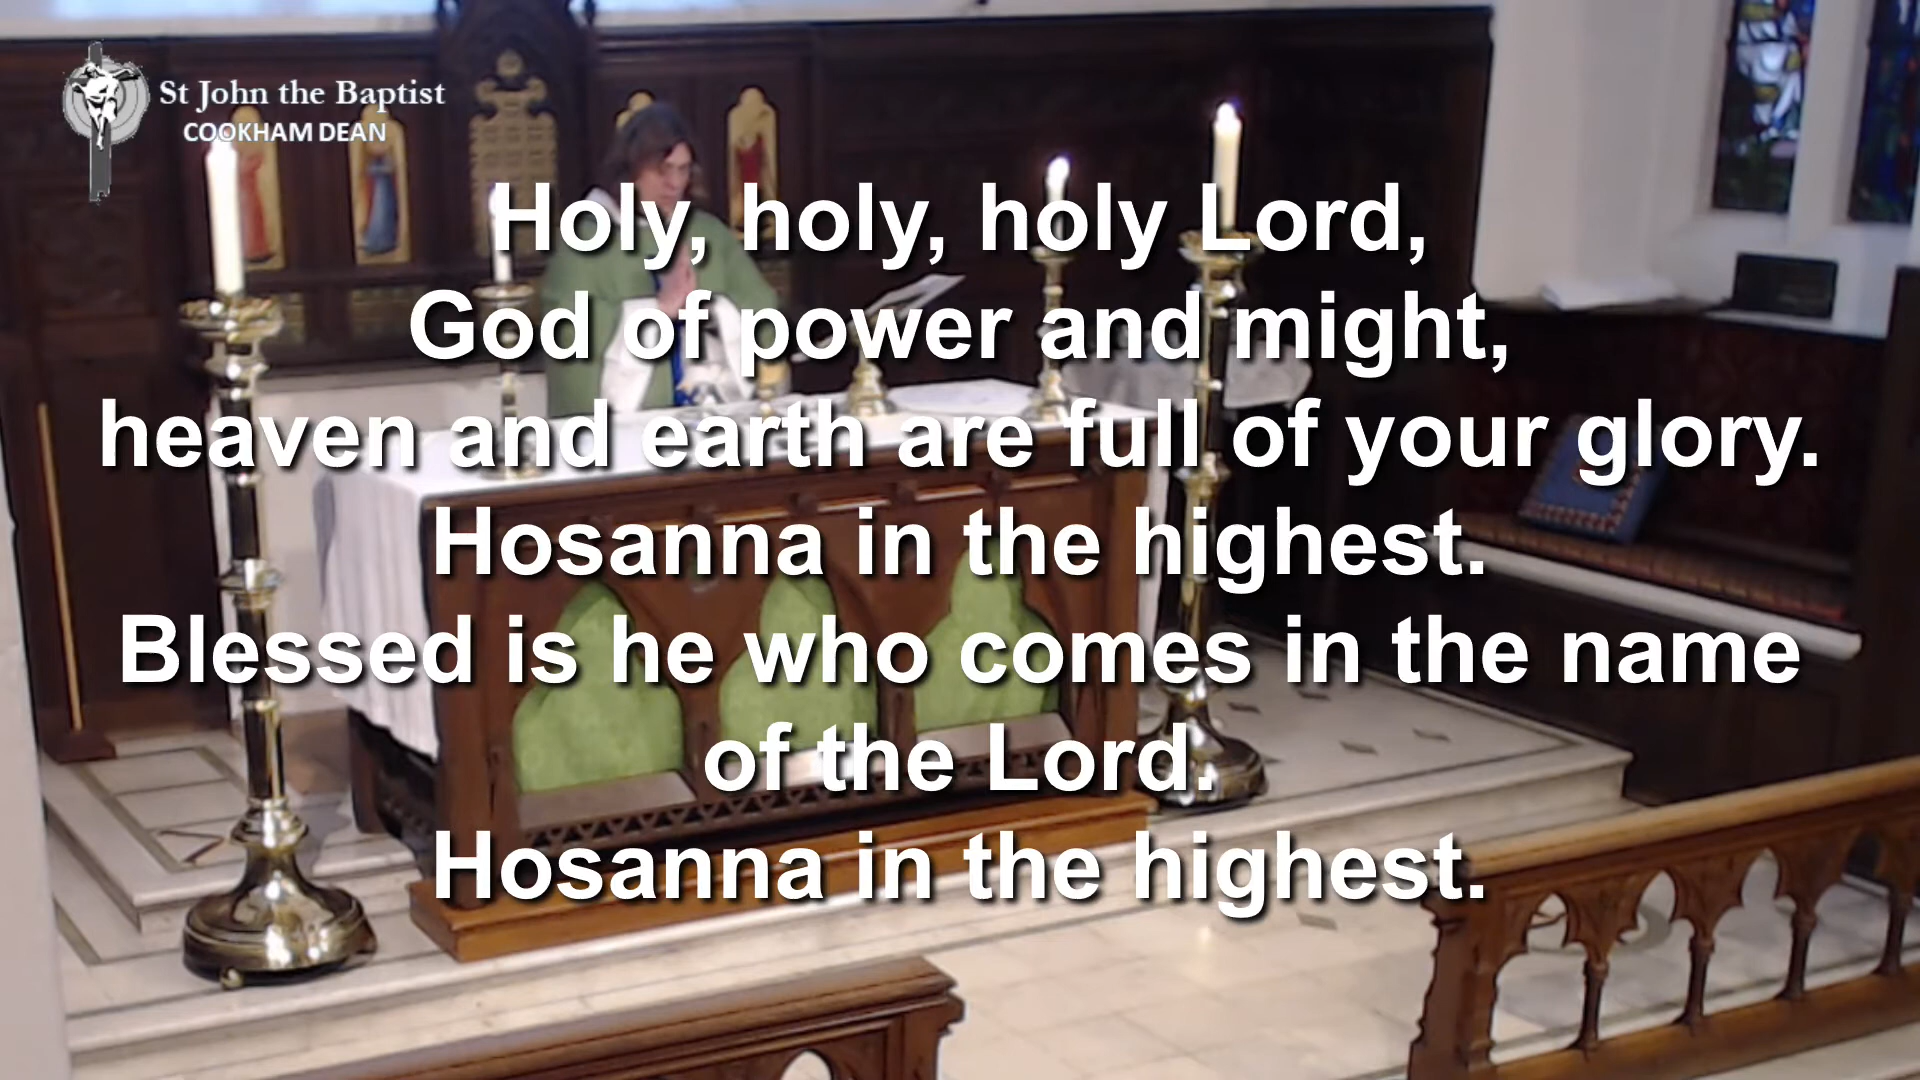 St John the Baptist
COOKHAM DEAN
Holy, holy, holy Lord,
God of power and might,
heaven and earth are full of your glory.
Hosanna in the highest.
Blessed is he who comes in the name
of the Lord.
Hosanna in the highest.